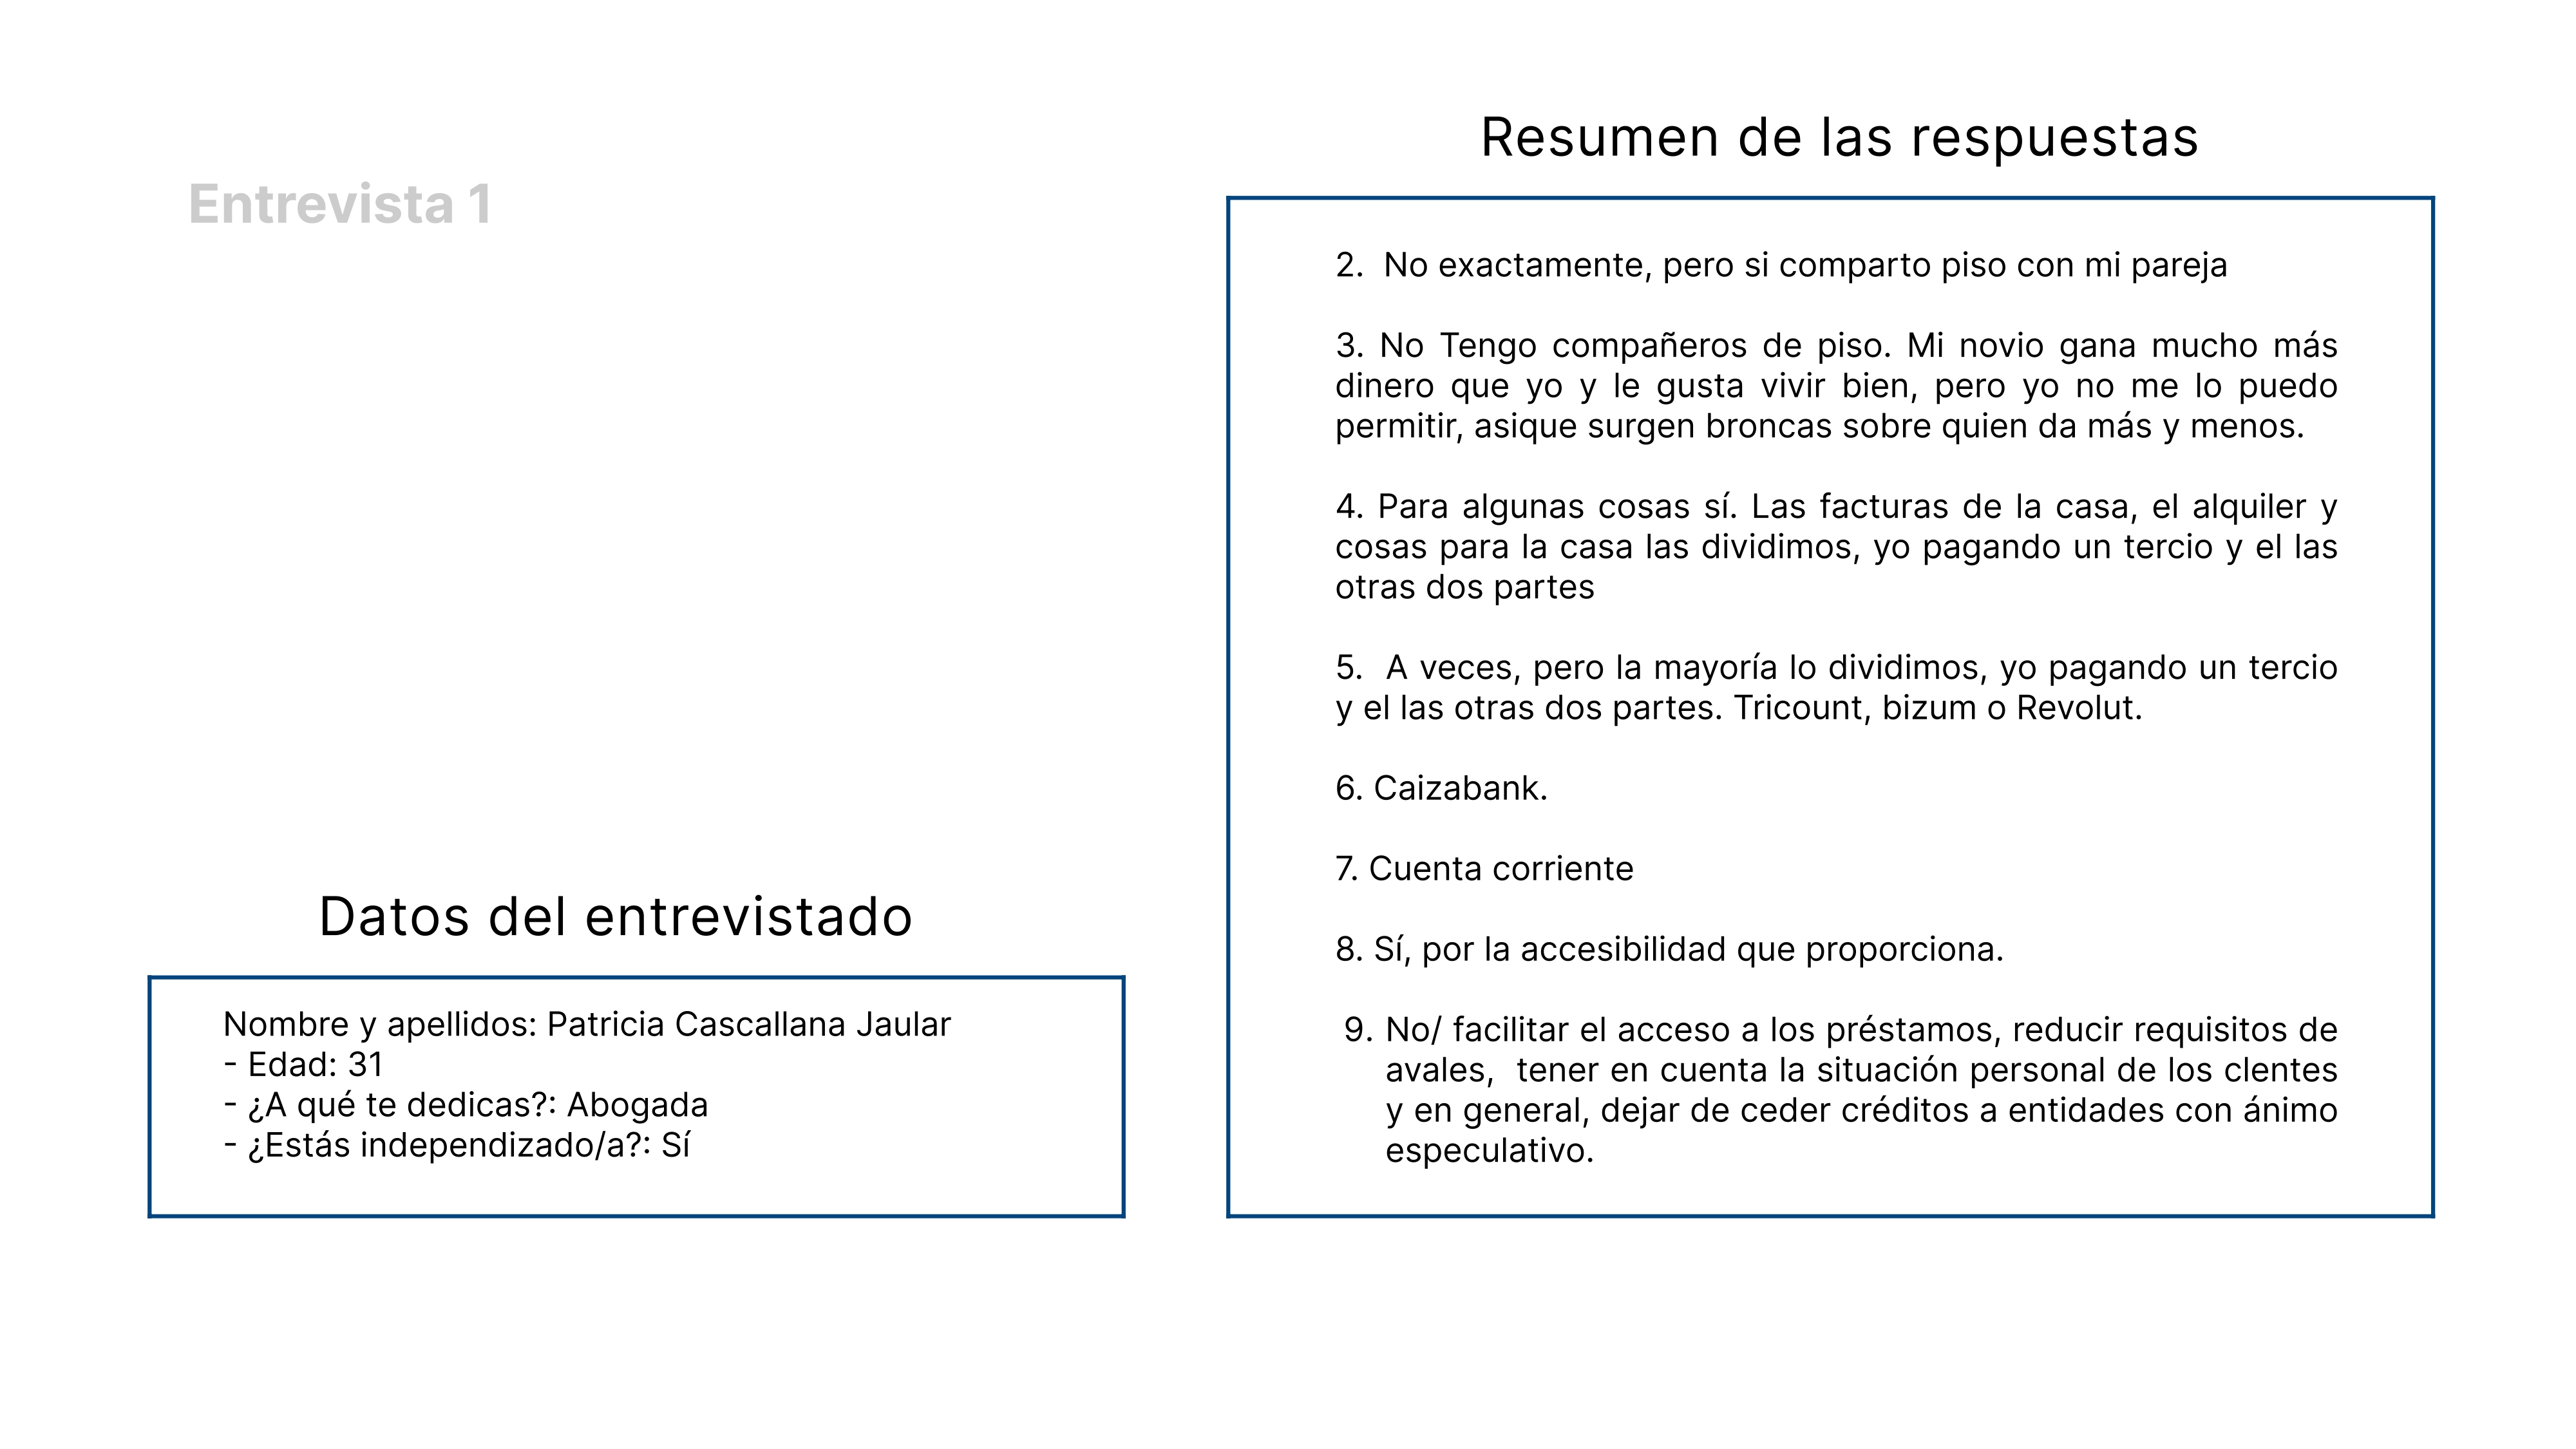 Entrevista 1
Datos del entrevistado
Nombre y apellidos: Patricia Cascallana Jaular
- Edad: 31
- ¿A qué te dedicas?: Abogada
- ¿Estás independizado/a?: Sí
Resumen de las respuestas
2. No exactamente, pero si comparto piso con mi pareja
3. No Tengo compañeros de piso. Mi novio gana mucho más
dinero que yo y le gusta vivir bien, pero yo no me lo puedo
permitir, asique surgen broncas sobre quien da más y menos.
4. Para algunas cosas sí. Las facturas de la casa, el alquiler y
cosas para la casa las dividimos, yo pagando un tercio y el las
otras dos partes
5. A veces, pero la mayoría lo dividimos, yo pagando un tercio
y el las otras dos partes. Tricount, bizum o Revolut.
6. Caizabank.
7. Cuenta corriente
8. Sí, por la accesibilidad que proporciona.
9. No/ facilitar el acceso a los préstamos, reducir requisitos de
avales, tener en cuenta la situación personal de los clentes
y en general, dejar de ceder créditos a entidades con ánimo
especulativo.